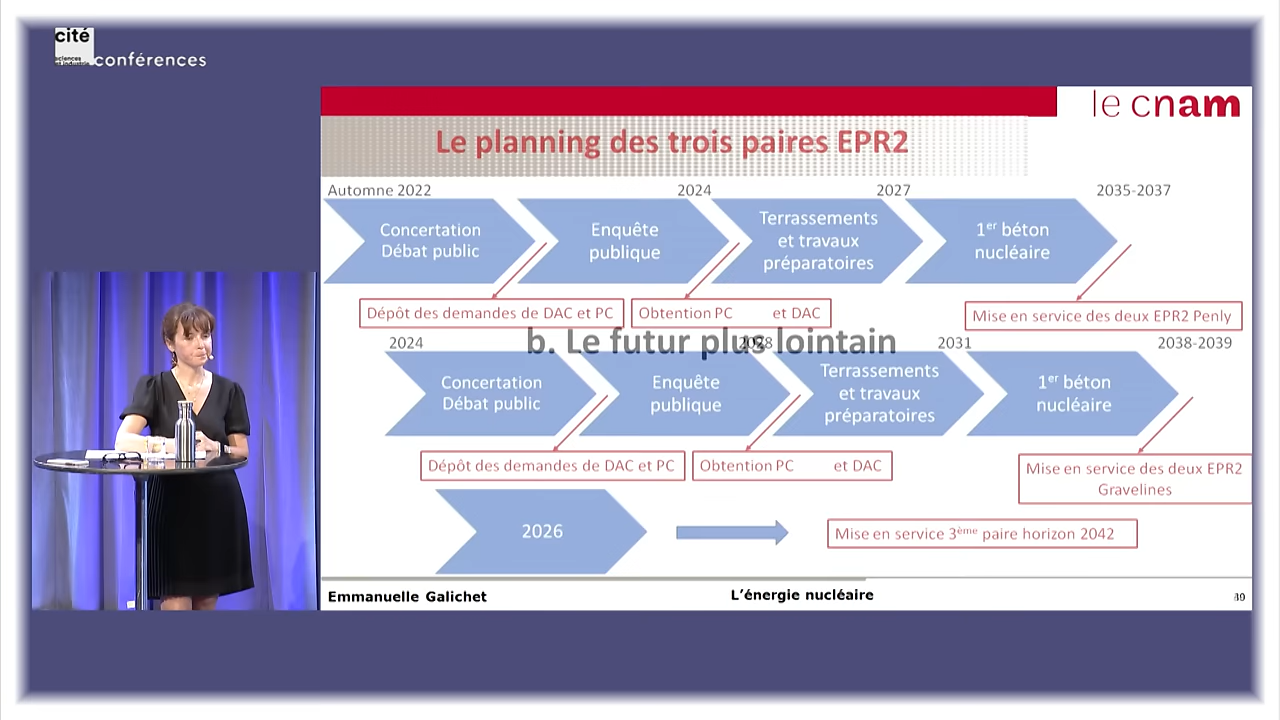 cité
sciences
et industrie
conférences
le cnam
Le planning des trois paires EPR2
Automne 2022
2024
2027
2035-2037
Concertation
Débat public
Enquête
publique
Terrassements
et travaux
préparatoires
1er béton
nucléaire
Dépôt des demandes de DAC et PC
Obtention PC et DAC
Mise en service des deux EPR2 Penly
b. Le futur plus lointain
2024
2028
2031
2038-2039
Concertation
Débat public
Enquête
publique
Terrassements
et travaux
préparatoires
1er béton
nucléaire
Dépôt des demandes de DAC et PC
Obtention PC et DAC
Mise en service des deux EPR2
Gravelines
2026
Mise en service 3ème paire horizon 2042
Emmanuelle Galichet
L'énergie nucléaire